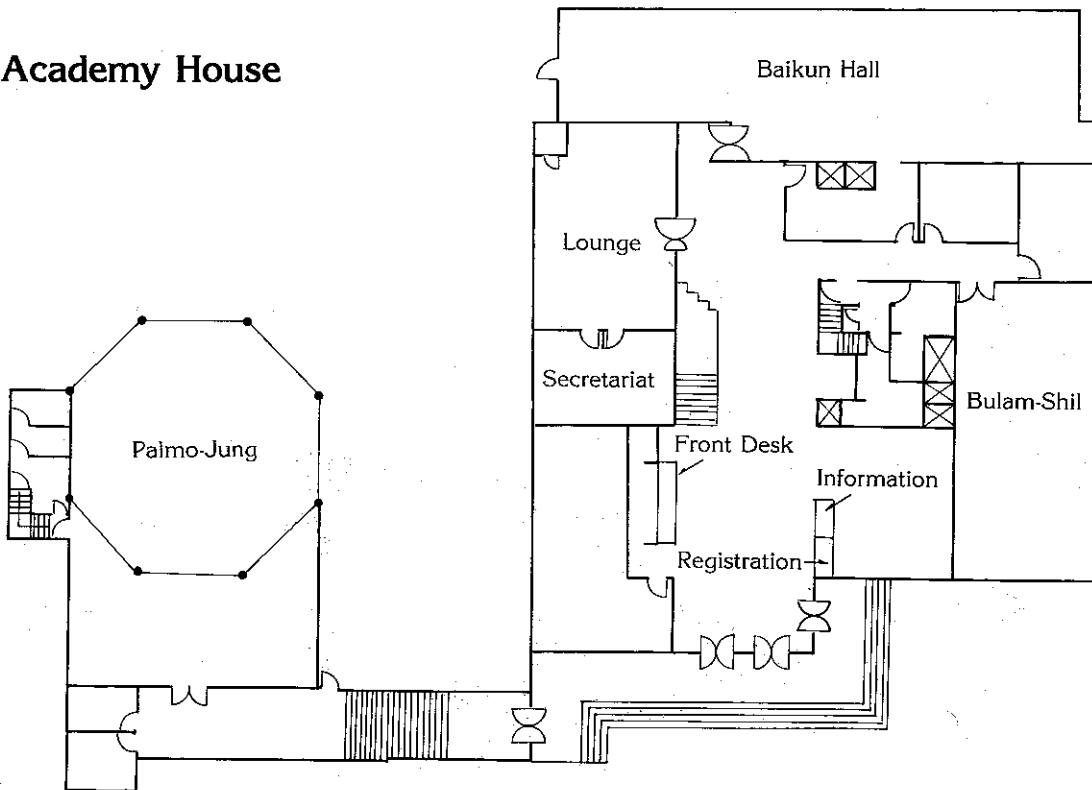 Academy House
Baikun Hall
Lounge
Secretariat
Bulam-Shil
Palmo-Jung
Front Desk
Information
Registration